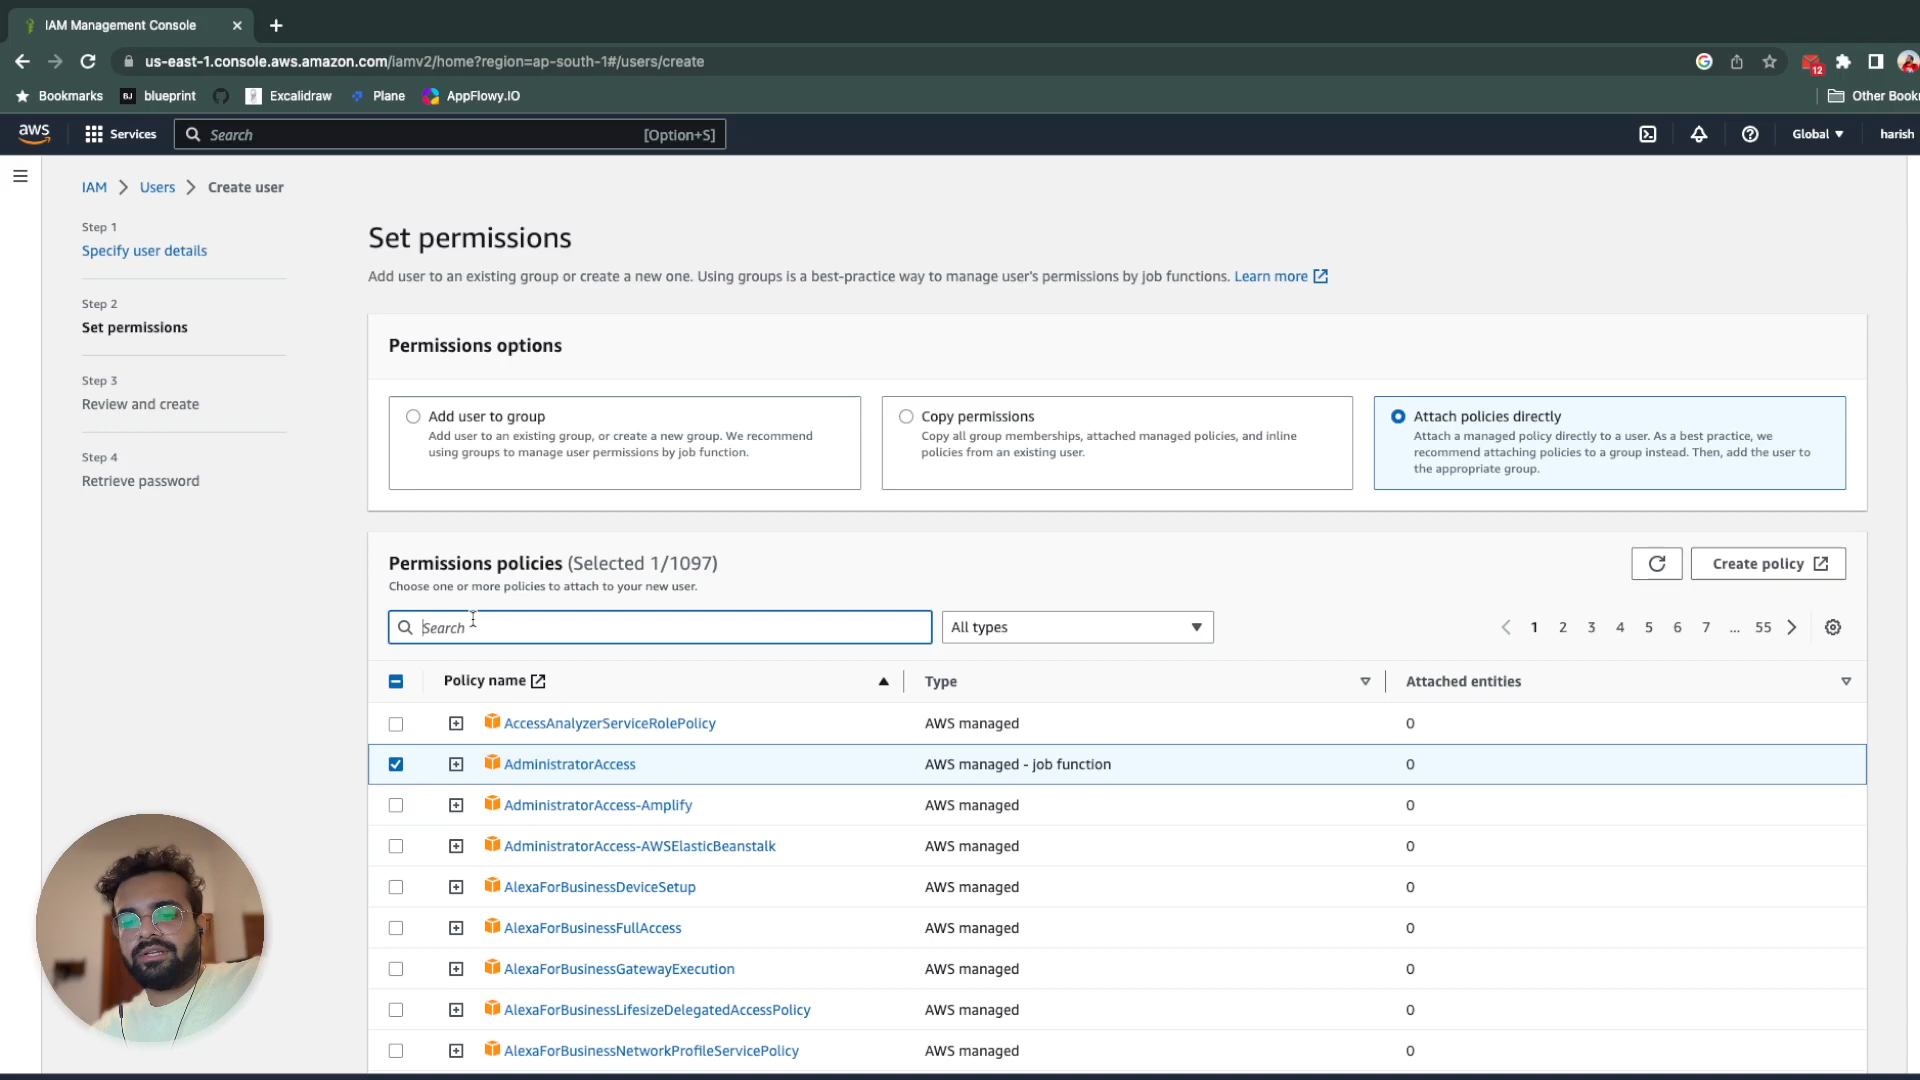 IAM Management Console
us-east-1.console.aws.amazon.com/iamv2/home?region=ap-south-1#/users/create
12
Bookmarks
BJ
blueprint
Excalidraw
Plane
AppFlowy.IO
Other Book
aws
Services
Search
[Option+S]
Global
harish
IAM
Users
Create user
Step 1
Specify user details
Step 2
Set permissions
Step 3
Review and create
Step 4
Retrieve password
Set permissions
Add user to an existing group or create a new one. Using groups is a best-practice way to manage user's permissions by job functions. Learn more
Permissions options
Add user to group
Add user to an existing group, or create a new group. We recommend
using groups to manage user permissions by job function.
Copy permissions
Copy all group memberships, attached managed policies, and inline
policies from an existing user.
Attach policies directly
Attach a managed policy directly to a user. As a best practice, we
recommend attaching policies to a group instead. Then, add the user to
the appropriate group.
Permissions policies (Selected 1/1097)
Choose one or more policies to attach to your new user.
Create policy
Search
All types
1 2 3 4 5 6 7 ... 55
Policy name
Type
Attached entities
AccessAnalyzerServiceRolePolicy AWS managed 0
AdministratorAccess AWS managed - job function 0
AdministratorAccess-Amplify AWS managed 0
AdministratorAccess-AWSElasticBeanstalk AWS managed 0
AlexaForBusinessDeviceSetup AWS managed 0
AlexaForBusinessFullAccess AWS managed 0
AlexaForBusinessGatewayExecution AWS managed 0
AlexaForBusinessLifesizeDelegatedAccessPolicy AWS managed 0
AlexaForBusinessNetworkProfileServicePolicy AWS managed 0